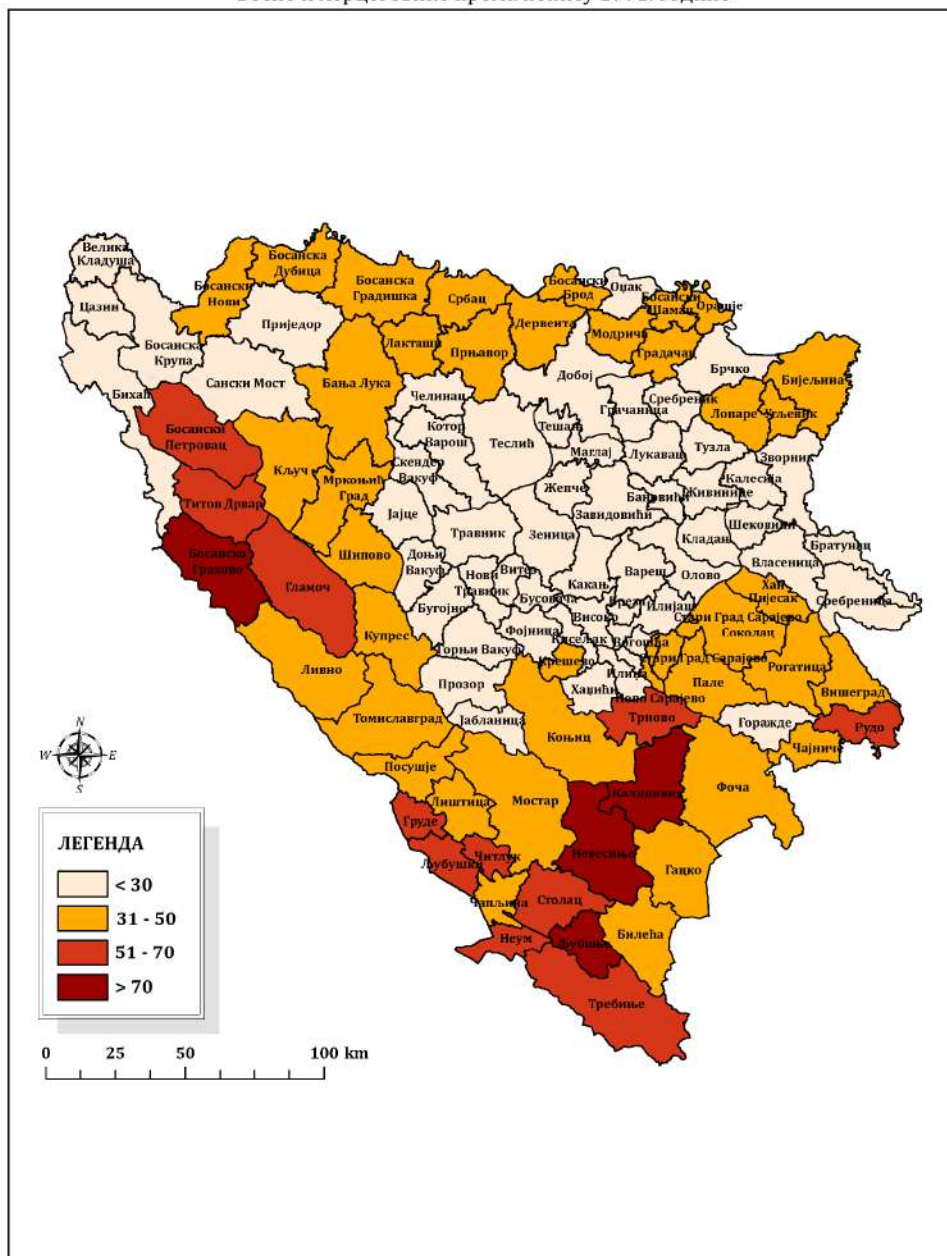 Велика
Кладуша
Цазин
Босански
Нови
Босанска
Дубица
Босанска
Градишка
Србац
Босански
Брод
Оџак
Босански
Шамац
Орашје
Приједор
Босанска
Крупа
Сански Мост
Бихаћ
Лакташи
Прњавор
Дервента
Модрича
Градачац
Брчко
Бијељина
Бања Лука
Челинац
Добој
Грачаница
Сребреник
Лопаре
Угљевик
Босански
Петровац
Котор
Варош
Теслић
Тешањ
Маглај
Лукавац
Тузла
Зворник
Кључ
Мркоњић
Град
Скендер
Вакуф
Жепче
Бановићи
Живинице
Калесија
Титов Дрвар
Јајце
Завидовићи
Шипово
Травник
Зеница
Кладањ
Шековићи
Братунац
Власеница
Босанско
Грахово
Гламоч
Доњи
Вакуф
Нови
Травник
Витез
Какањ
Вареш
Олово
Хан
Пијесак
Сребреница
Бугојно
Бусовача
Високо
Брезе
Илијаш
Стари Град Сарајево
Соколац
Купрес
Горњи Вакуф
Фојница
Кисељак
Вогошћа
Крешево
Стари Град Сарајево
Рогатица
Ливно
Прозор
Хаџићи
Илиџа
Ново Сарајево
Пале
Вишеград
Томиславград
Јабланица
Коњиц
Трново
Горажде
Рудо
Чајниче
Посушје
Лиштица
Мостар
Калиновик
Фоча
Груде
Љубушки
Читлук
Невесиње
Гацко
Чапљина
Столац
Неум
Љубиње
Билећа
Требиње
N
W
E
S
ЛЕГЕНДА
< 30
31 - 50
51 - 70
> 70
0 25 50 100 km